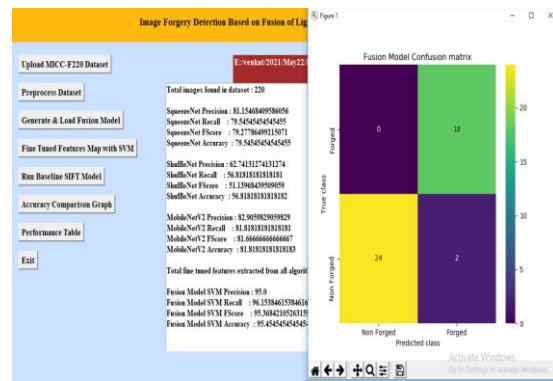 Image Forgery Detection Based on Fusion of Lig
Upload MICC-F220 Dataset
E:/venkat/2021/May22/
Preprocess Dataset
Generate & Load Fusion Model
Fine Tuned Features Map with SVM
Run Baseline SIFT Model
Accuracy Comparison Graph
Performance Table
Exit
Total images found in dataset : 220
SqueezeNet Precision : 81.15468409586056
SqueezeNet Recall : 79.54545454545455
SqueezeNet FScore : 79.27786499215071
SqueezeNet Accuracy : 79.54545454545455
ShuffleNet Precision : 62.74131274131274
ShuffleNet Recall : 56.81818181818181
ShuffleNet FScore : 51.13968439509059
ShuffleNet Accuracy : 56.81818181818182
MobileNetV2 Precision : 82.9059829059829
MobileNetV2 Recall : 81.81818181818181
MobileNetV2 FScore : 81.66666666666667
MobileNetV2 Accuracy : 81.81818181818183
Total fine tuned features extracted from all algorit
Fusion Model SVM Precision : 95.0
Fusion Model SVM Recall : 96.15384615384616
Fusion Model SVM FScore : 95.36842105263159
Fusion Model SVM Accuracy : 95.45454545454545
Figure 1
Fusion Model Confusion matrix
Forged
0
18
True class
Non Forged
24
2
Non Forged
Forged
Predicted class
20
15
10
5
0
Activate Windows
Go to Settings to activate Windows.